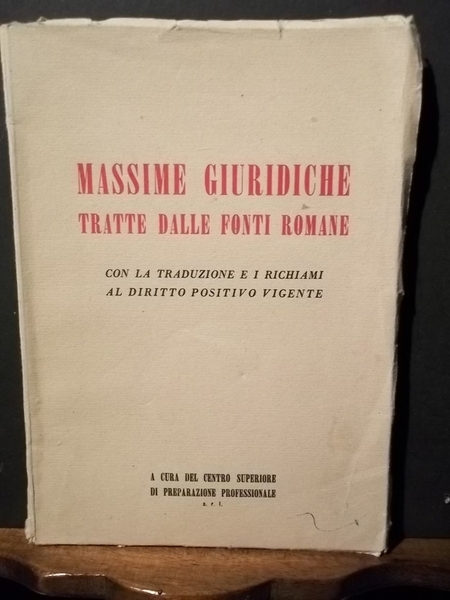 MASSIME GIURIDICHE
TRATTE DALLE FONTI ROMANE
CON LA TRADUZIONE E I RICHIAMI
AL DIRITTO POSITIVO VIGENTE
A CURA DEL CENTRO SUPERIORE
DI PREPARAZIONE PROFESSIONALE
a. r. l.